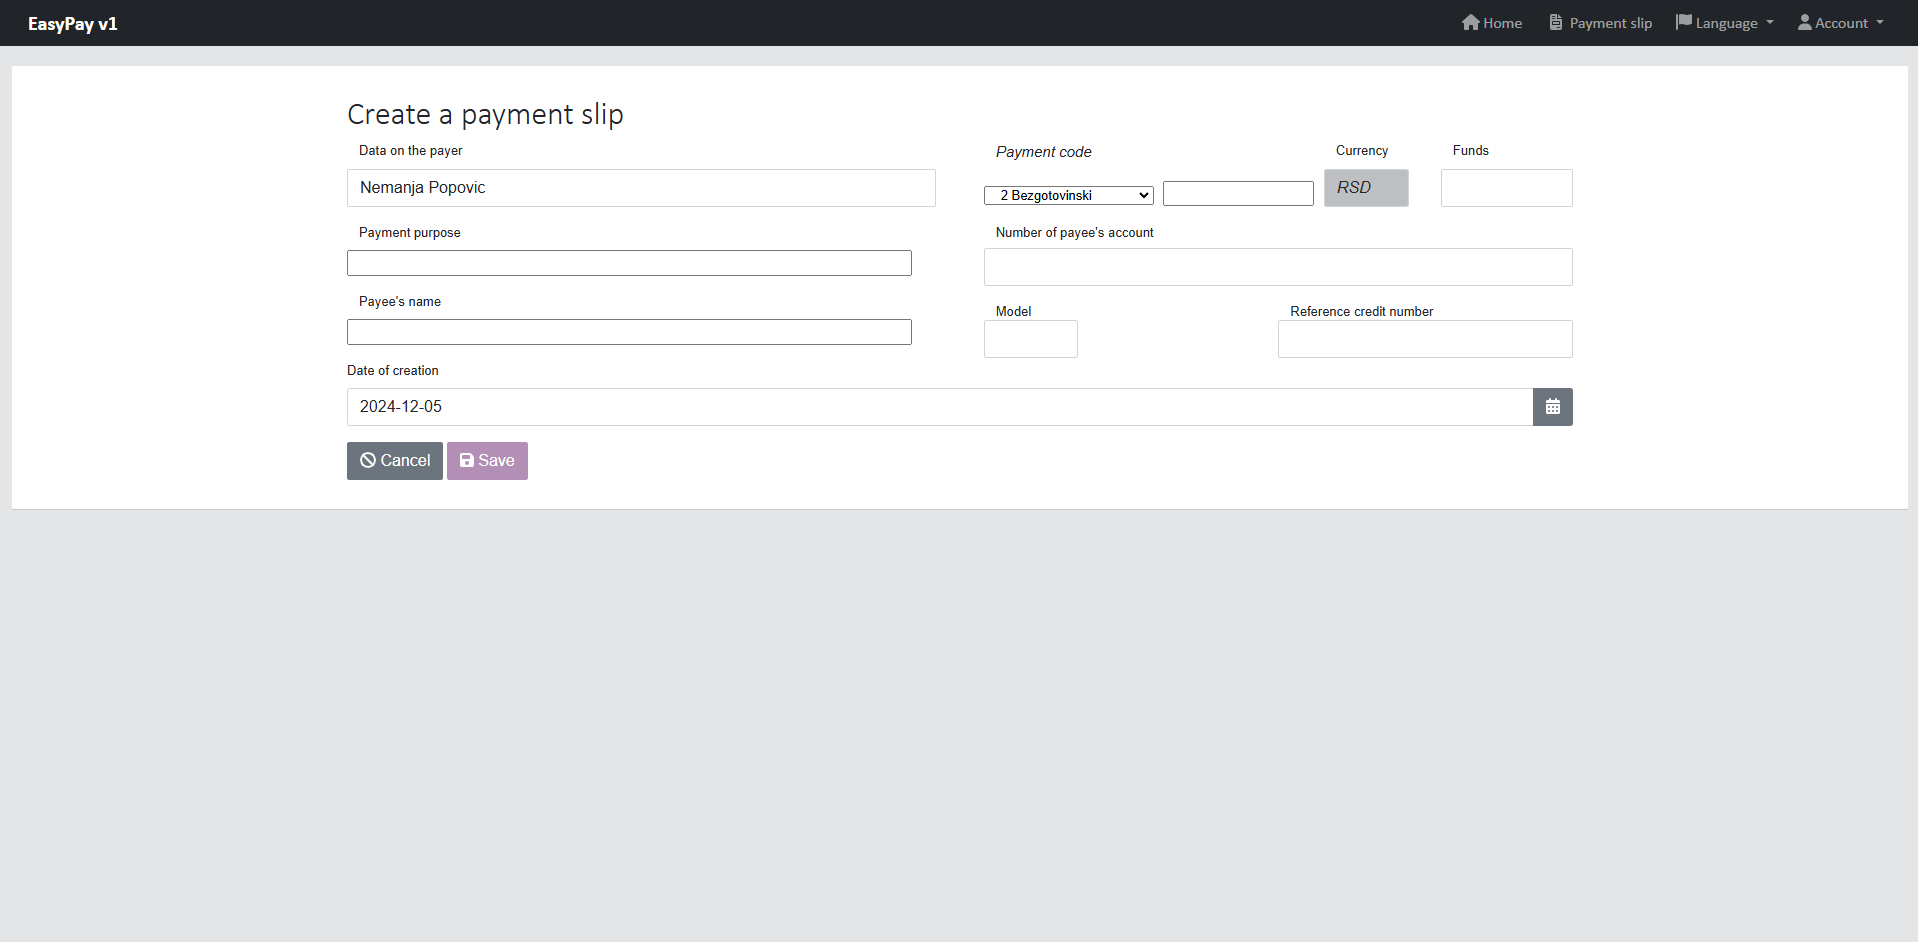 EasyPay v1
Home Payment slip Language Account
Create a payment slip
Data on the payer
Nemanja Popovic
Payment code
Currency
Funds
2 Bezgotovinski
RSD
Payment purpose
Number of payee's account
Payee's name
Model
Reference credit number
Date of creation
2024-12-05
Cancel Save